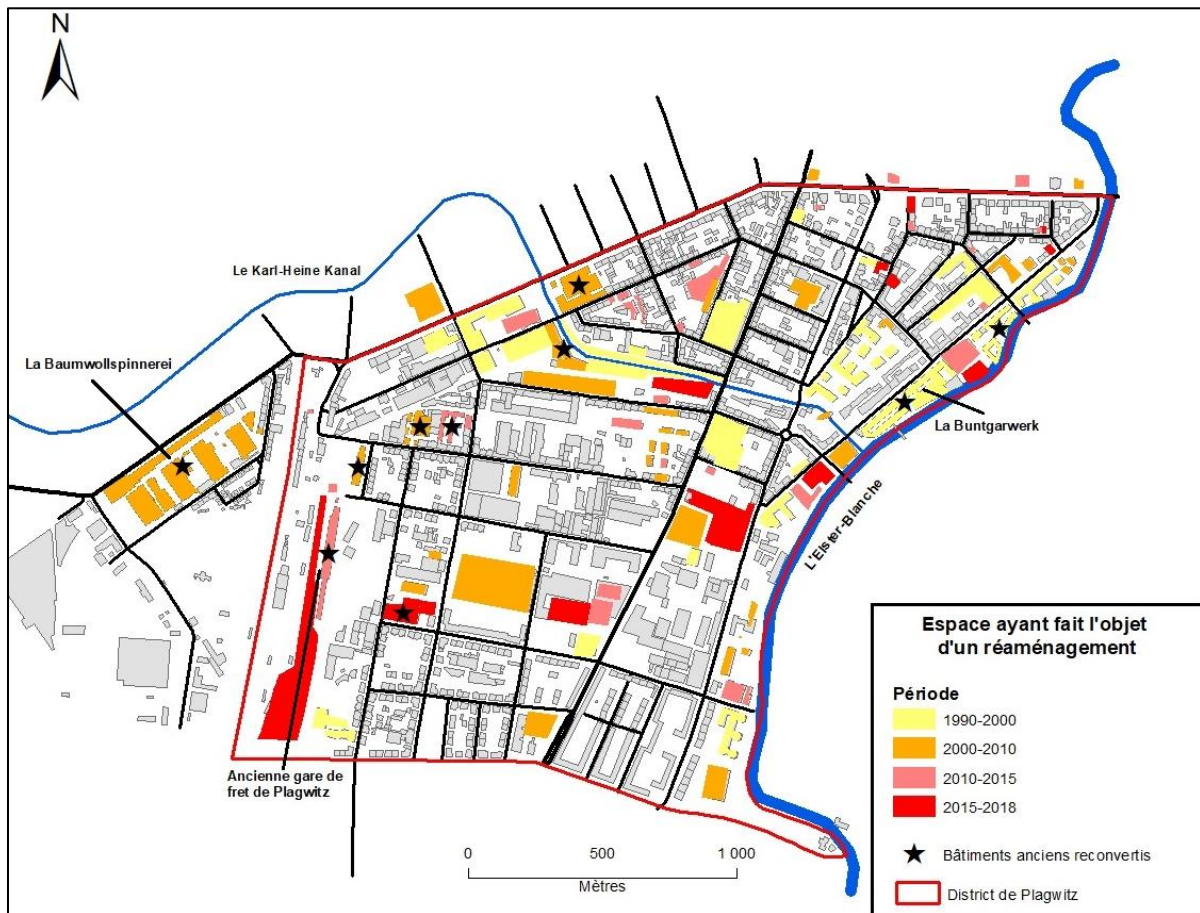 N
Le Karl-Heine Kanal
La Baumwollspinnerei
La Buntgarwerk
L'Elster-Blanche
Ancienne gare de
fret de Plagwitz
0 500 1 000
Mètres
Espace ayant fait l'objet
d'un réaménagement
Période
1990-2000
2000-2010
2010-2015
2015-2018
Bâtiments anciens reconvertis
District de Plagwitz